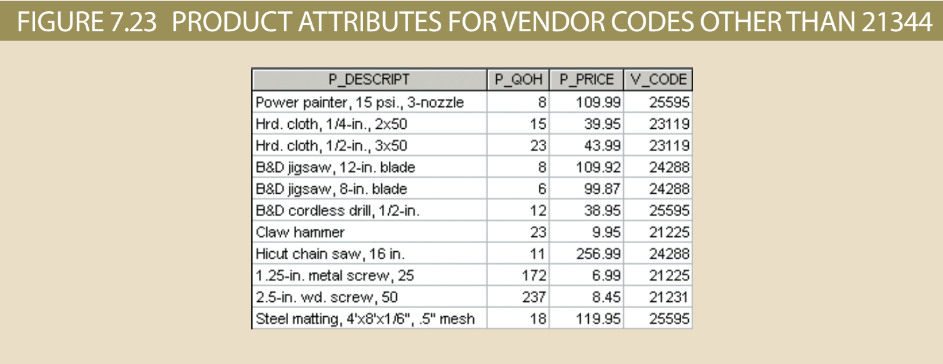 FIGURE 7.23 PRODUCT ATTRIBUTES FOR VENDOR CODES OTHER THAN 21344
P_DESCRIPT P_QOH P_PRICE V_CODE
Power painter, 15 psi., 3-nozzle 8 109.99 25595
Hrd. cloth, 1/4-in., 2x50 15 39.95 23119
Hrd. cloth, 1/2-in., 3x50 23 43.99 23119
B&D jigsaw, 12-in. blade 8 109.92 24288
B&D jigsaw, 8-in. blade 6 99.87 24288
B&D cordless drill, 1/2-in. 12 38.95 25595
Claw hammer 23 9.95 21225
Hicut chain saw, 16 in. 11 256.99 24288
1.25-in. metal screw, 25 172 6.99 21225
2.5-in. wd. screw, 50 237 8.45 21231
Steel matting, 4'x8'x1/6", .5" mesh 18 119.95 25595